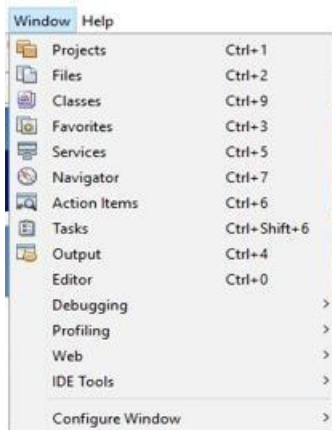 Window Help
Projects Ctrl+1
Files Ctrl+2
Classes Ctrl+9
Favorites Ctrl+3
Services Ctrl+5
Navigator Ctrl+7
Action Items Ctrl+6
Tasks Ctrl+Shift+6
Output Ctrl+4
Editor Ctrl+0
Debugging >
Profiling >
Web >
IDE Tools >
Configure Window >